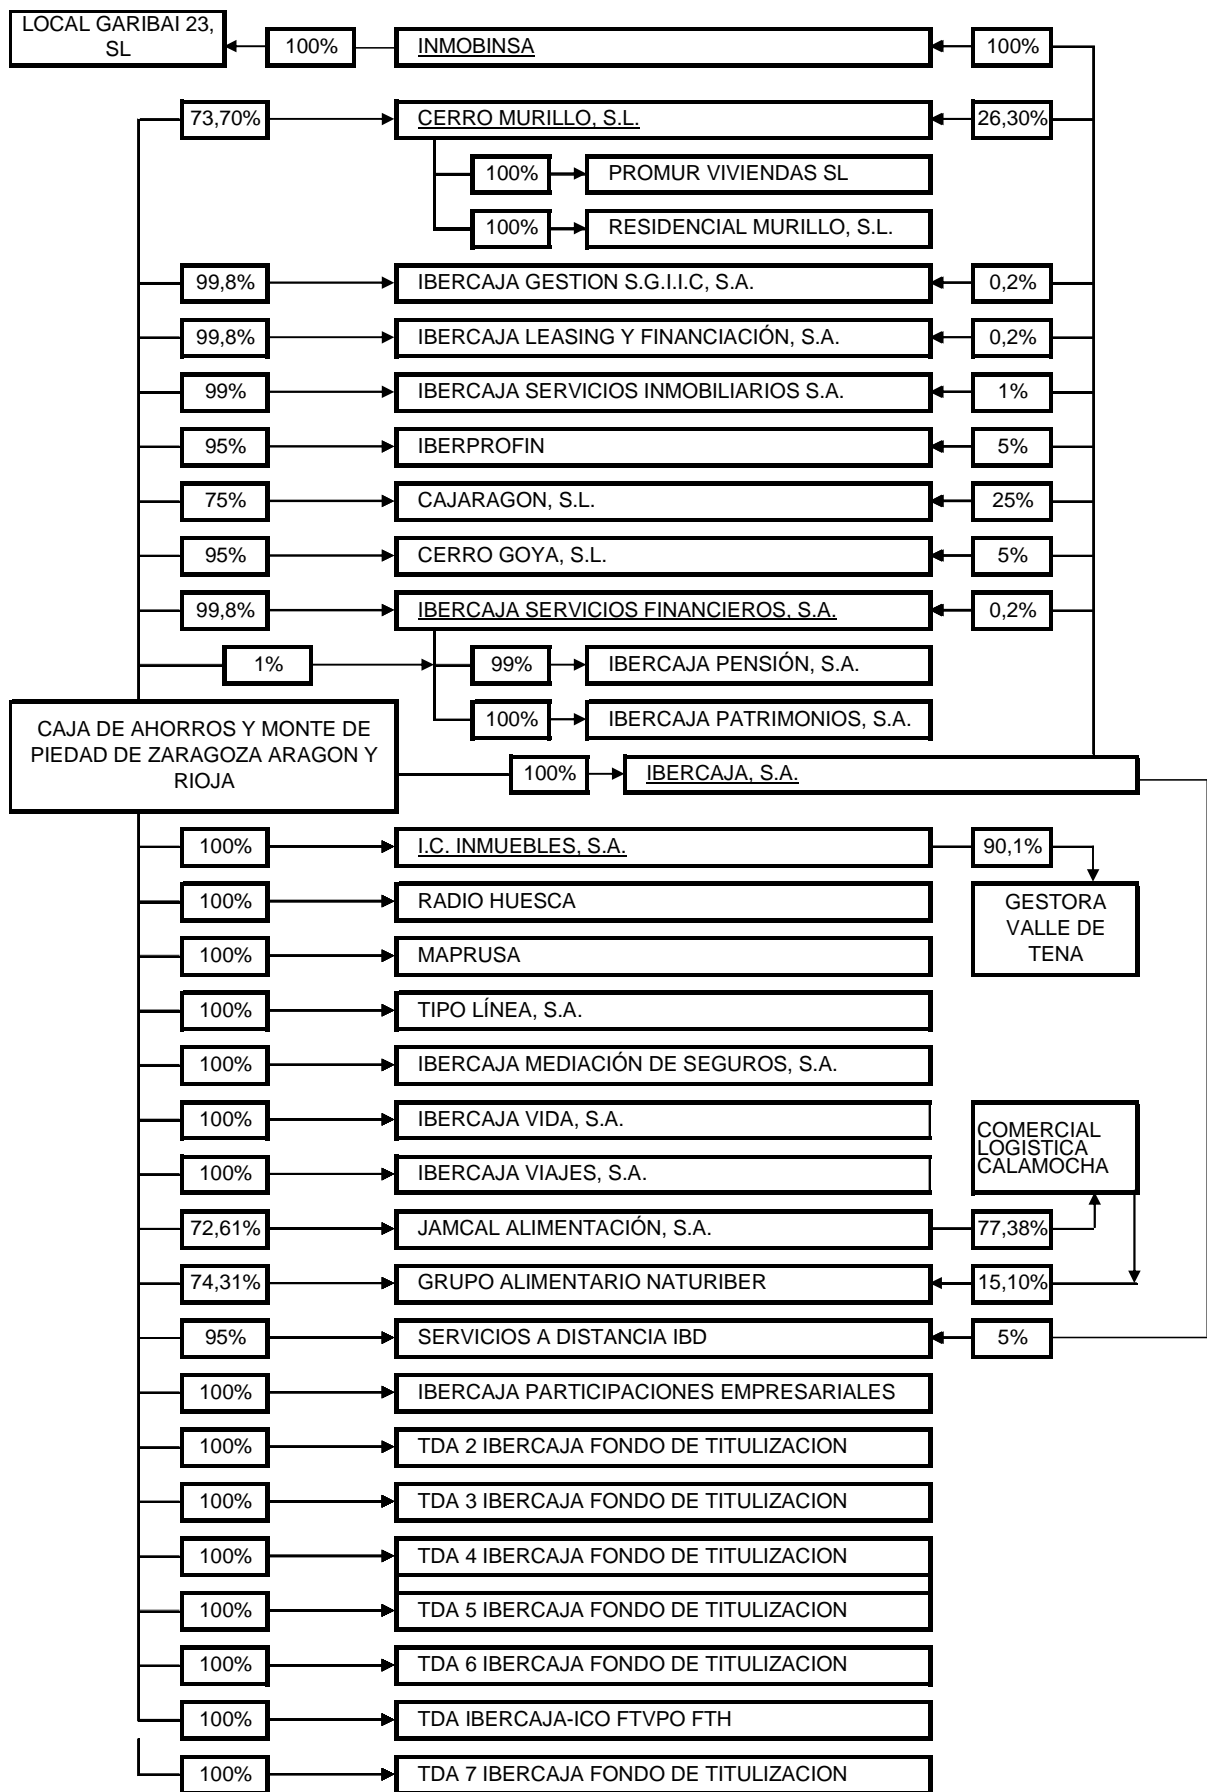 LOCAL GARIBAI 23,
SL
100%
INMOBINSA
100%
73,70%
CERRO MURILLO, S.L.
26,30%
100%
PROMUR VIVIENDAS SL
100%
RESIDENCIAL MURILLO, S.L.
99,8%
IBERCAJA GESTION S.G.I.I.C, S.A.
0,2%
99,8%
IBERCAJA LEASING Y FINANCIACIÓN, S.A.
0,2%
99%
IBERCAJA SERVICIOS INMOBILIARIOS S.A.
1%
95%
IBERPROFIN
5%
75%
CAJARAGON, S.L.
25%
95%
CERRO GOYA, S.L.
5%
99,8%
IBERCAJA SERVICIOS FINANCIEROS, S.A.
0,2%
1%
99%
IBERCAJA PENSIÓN, S.A.
100%
IBERCAJA PATRIMONIOS, S.A.
CAJA DE AHORROS Y MONTE DE
PIEDAD DE ZARAGOZA ARAGON Y
RIOJA
100%
IBERCAJA, S.A.
100%
I.C. INMUEBLES, S.A.
90,1%
100%
RADIO HUESCA
GESTORA
VALLE DE
TENA
100%
MAPRUSA
100%
TIPO LÍNEA, S.A.
100%
IBERCAJA MEDIACIÓN DE SEGUROS, S.A.
100%
IBERCAJA VIDA, S.A.
COMERCIAL
LOGISTICA
CALAMOCHA
100%
IBERCAJA VIAJES, S.A.
72,61%
JAMCAL ALIMENTACIÓN, S.A.
77,38%
74,31%
GRUPO ALIMENTARIO NATURIBER
15,10%
95%
SERVICIOS A DISTANCIA IBD
5%
100%
IBERCAJA PARTICIPACIONES EMPRESARIALES
100%
TDA 2 IBERCAJA FONDO DE TITULIZACION
100%
TDA 3 IBERCAJA FONDO DE TITULIZACION
100%
TDA 4 IBERCAJA FONDO DE TITULIZACION
100%
TDA 5 IBERCAJA FONDO DE TITULIZACION
100%
TDA 6 IBERCAJA FONDO DE TITULIZACION
100%
TDA IBERCAJA-ICO FTVPO FTH
100%
TDA 7 IBERCAJA FONDO DE TITULIZACION